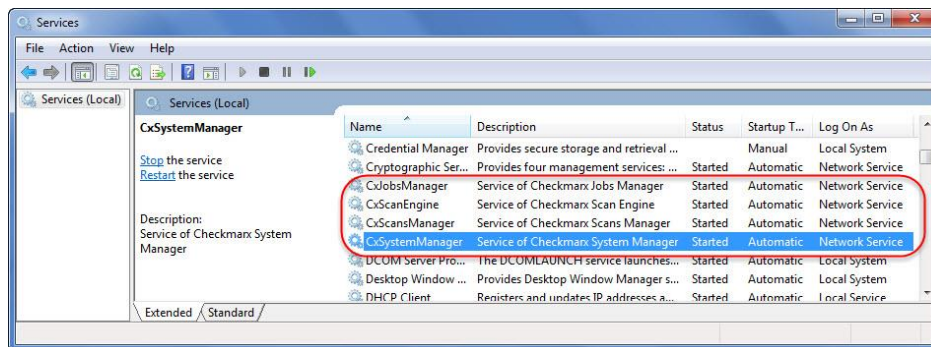 Services
File Action View Help
Services (Local)
Services (Local)
CxSystemManager
Stop the service
Restart the service
Description:
Service of Checkmarx System
Manager
Name Description Status Startup T... Log On As
Credential Manager Provides secure storage and retrieval ... Manual Local System
Cryptographic Ser... Provides four management services: ... Started Automatic Network Service
CxJobsManager Service of Checkmarx Jobs Manager Started Automatic Network Service
CxScanEngine Service of Checkmarx Scan Engine Started Automatic Network Service
CxScansManager Service of Checkmarx Scans Manager Started Automatic Network Service
CxSystemManager Service of Checkmarx System Manager Started Automatic Network Service
DCOM Server Pro... The DCOMLAUNCH service launches... Started Automatic Local System
Desktop Window ... Provides Desktop Window Manager s... Started Automatic Local System
DHCP Client Registers and updates IP addresses a... Started Automatic Local Service
Extended Standard